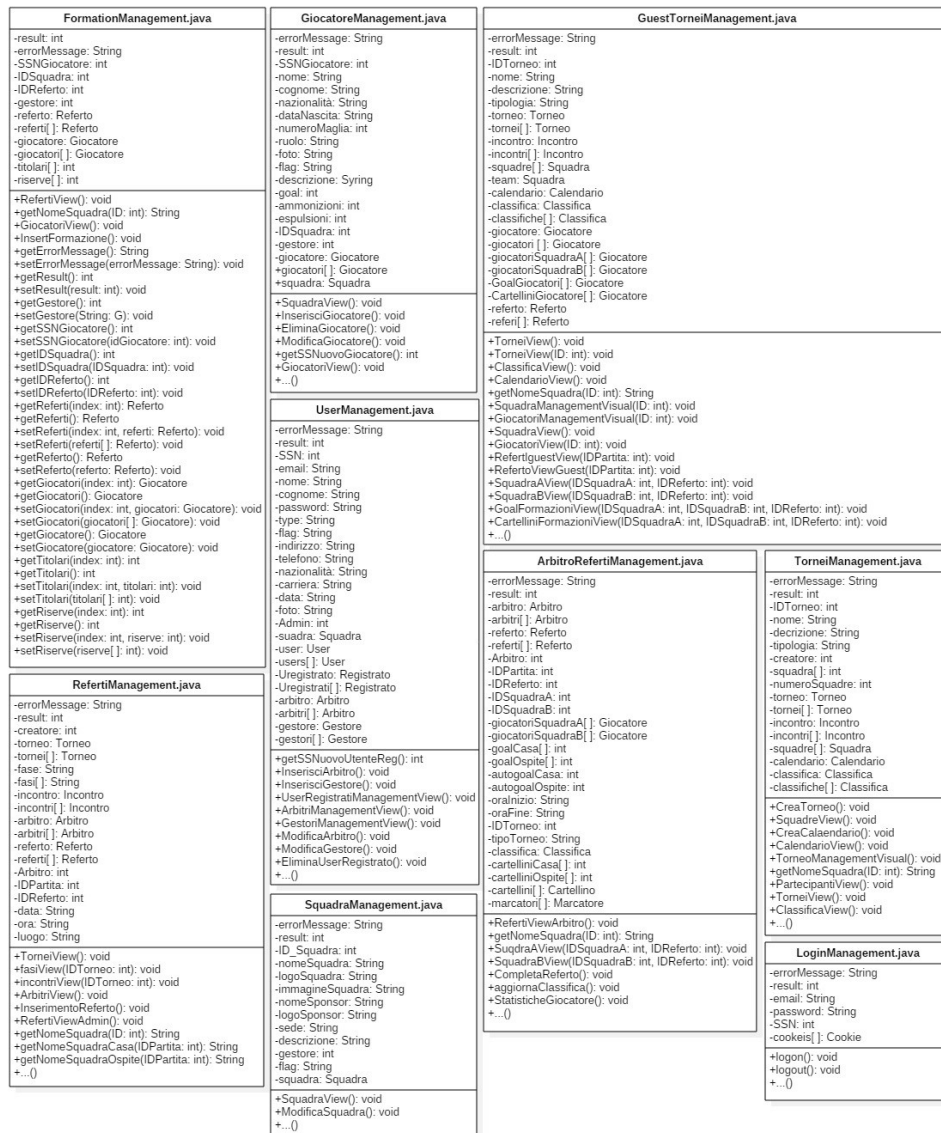 FormationManagement.java
-result: int
-errorMessage: String
-SSNGiocatore: int
-IDSquadra: int
-IDReferto: int
-gestore: int
-referto: Referto
-referti[ ]: Referto
-giocatore: Giocatore
-giocatori[ ]: Giocatore
-titolari[ ]: int
-riserve[ ]: int
+RefertiView(): void
+getNomeSquadra(ID: int): String
+GiocatoriView(): void
+InsertFormazione(): void
+getErrorMessage(): String
+setErrorMessage(errorMessage: String): void
+getResult(): int
+setResult(result: int): void
+getGestore(): int
+setGestore(String: G): void
+getSSNGiocatore(): int
+setSSNGiocatore(idGiocatore: int): void
+getIDSquadra(): int
+setIDSquadra(IDSquadra: int): void
+getIDReferto(): int
+setIDReferto(IDReferto: int): void
+getReferti(index: int): Referto
+getReferti(): Referto
+setReferti(index: int, referti: Referto): void
+setReferti(referti[ ]: Referto): void
+getReferto(): Referto
+setReferto(referto: Referto): void
+getGiocatori(index: int): Giocatore
+getGiocatori(): Giocatore
+setGiocatori(index: int, giocatori: Giocatore): void
+setGiocatori(giocatori[ ]: Giocatore): void
+getGiocatore(): Giocatore
+setGiocatore(giocatore: Giocatore): void
+getTitolari(index: int): int
+getTitolari(): int
+setTitolari(index: int, titolari: int): void
+setTitolari(titolari[ ]: int): void
+getRiserve(index: int): int
+getRiserve(): int
+setRiserve(index: int, riserve: int): void
+setRiserve(riserve[ ]: int): void
RefertiManagement.java
-errorMessage: String
-result: int
-creatore: int
-torneo: Torneo
-tornei[ ]: Torneo
-fase: String
-fasi[ ]: String
-incontro: Incontro
-incontri[ ]: Incontro
-arbitro: Arbitro
-arbitri[ ]: Arbitro
-referto: Referto
-referti[ ]: Referto
-Arbitro: int
-IDPartita: int
-IDReferto: int
-data: String
-ora: String
-luogo: String
+TorneiView(): void
+fasiView(IDTorneo: int): void
+incontriView(IDTorneo: int): void
+ArbitriView(): void
+InserimentoReferto(): void
+RefertiViewAdmin(): void
+getNomeSquadra(ID: int): String
+getNomeSquadraCasa(IDPartita: int): String
+getNomeSquadraOspite(IDPartita: int): String
+...()
GiocatoreManagement.java
-errorMessage: String
-result: int
-SSNGiocatore: int
-nome: String
-cognome: String
-nazionalità: String
-dataNascita: String
-numeroMaglia: int
-ruolo: String
-foto: String
-flag: String
-descrizione: Syring
-goal: int
-ammonizioni: int
-espulsioni: int
-IDSquadra: int
-gestore: int
-giocatore: Giocatore
+giocatori[ ]: Giocatore
+squadra: Squadra
+SquadraView(): void
+InserisciGiocatore(): void
+EliminaGiocatore(): void
+ModificaGiocatore(): void
+getSSNuovoGiocatore(): int
+GiocatoriView(): void
+...()
UserManagement.java
-errorMessage: String
-result: int
-SSN: int
-email: String
-nome: String
-cognome: String
-password: String
-type: String
-flag: String
-indirizzo: String
-telefono: String
-nazionalità: String
-carriera: String
-data: String
-foto: String
-Admin: int
-suadra: Squadra
-user: User
-users[ ]: User
-Uregistrato: Registrato
-Uregistrati[ ]: Registrato
-arbitro: Arbitro
-arbitri[ ]: Arbitro
-gestore: Gestore
-gestori[ ]: Gestore
+getSSNuovoUtenteReg(): int
+InserisciArbitro(): void
+InserisciGestore(): void
+UserRegistratiManagementView(): void
+ArbitriManagementView(): void
+GestoriManagementView(): void
+ModificaArbitro(): void
+ModificaGestore(): void
+EliminaUserRegistrato(): void
+...()
SquadraManagement.java
-errorMessage: String
-result: int
-ID_Squadra: int
-nomeSquadra: String
-logoSquadra: String
-immagineSquadra: String
-nomeSponsor: String
-logoSponsor: String
-sede: String
-descrizione: String
-gestore: int
-flag: String
-squadra: Squadra
+SquadraView(): void
+ModificaSquadra(): void
+...()
GuestTorneiManagement.java
-errorMessage: String
-result: int
-IDTorneo: int
-nome: String
-descrizione: String
-tipologia: String
-torneo: Torneo
-tornei[ ]: Torneo
-incontro: Incontro
-incontri[ ]: Incontro
-squadre[ ]: Squadra
-team: Squadra
-calendario: Calendario
-classifica: Classifica
-classifiche[ ]: Classifica
-giocatore: Giocatore
-giocatori [ ]: Giocatore
-giocatoriSquadraA[ ]: Giocatore
-giocatoriSquadraB[ ]: Giocatore
-GoalGiocatori[ ]: Giocatore
-CartelliniGiocatore[ ]: Giocatore
-referto: Referto
-referi[ ]: Referto
+TorneiView(): void
+TorneiView(ID: int): void
+ClassificaView(): void
+CalendarioView(): void
+getNomeSquadra(ID: int): String
+SquadraManagementVisual(ID: int): void
+GiocatoriManagementVisual(ID: int): void
+SquadraView(): void
+GiocatoriView(ID: int): void
+RefertIguestView(IDPartita: int): void
+RefertoViewGuest(IDPartita: int): void
+SquadraAView(IDSquadraA: int, IDReferto: int): void
+SquadraBView(IDSquadraB: int, IDReferto: int): void
+GoalFormazioniView(IDSquadraA: int, IDSquadraB: int, IDReferto: int): void
+CartelliniFormazioniView(IDSquadraA: int, IDSquadraB: int, IDReferto: int): void
+...()
ArbitroRefertiManagement.java
-errorMessage: String
-result: int
-arbitro: Arbitro
-arbitri[ ]: Arbitro
-referto: Referto
-referti[ ]: Referto
-Arbitro: int
-IDPartita: int
-IDReferto: int
-IDSquadraA: int
-IDSquadraB: int
-giocatoriSquadraA[ ]: Giocatore
-giocatoriSquadraB[ ]: Giocatore
-goalCasa[ ]: int
-goalOspite[ ]: int
-autogoalCasa: int
-autogoalOspite: int
-oraInizio: String
-oraFine: String
-IDTorneo: int
-tipoTorneo: String
-classifica: Classifica
-cartelliniCasa[ ]: int
-cartelliniOspite[ ]: int
-cartellini[ ]: Cartellino
-marcatori[ ]: Marcatore
+RefertiViewArbitro(): void
+getNomeSquadra(ID: int): String
+SuqdraAView(IDSquadraA: int, IDReferto: int): void
+SquadraBView(IDSquadraB: int, IDReferto: int): void
+CompletaReferto(): void
+aggiornaClassifica(): void
+StatisticheGiocatore(): void
+...()
TorneiManagement.java
-errorMessage: String
-result: int
-IDTorneo: int
-nome: String
-decrizione: String
-tipologia: String
-creatore: int
-squadra[ ]: int
-numeroSquadre: int
-torneo: Torneo
-tornei[ ]: Torneo
-incontro: Incontro
-incontri[ ]: Incontro
-squadre[ ]: Squadra
-calendario: Calendario
-classifica: Classifica
-classifiche[ ]: Classifica
+CreaTorneo(): void
+SquadreView(): void
+CreaCalaendario(): void
+CalendarioView(): void
+TorneoManagementVisual(): void
+getNomeSquadra(ID: int): String
+PartecipantiView(): void
+TorneiView(): void
+ClassificaView(): void
+...()
LoginManagement.java
-errorMessage: String
-result: int
-email: String
-password: String
-SSN: int
-cookeis[ ]: Cookie
+logon(): void
+logout(): void
+...()